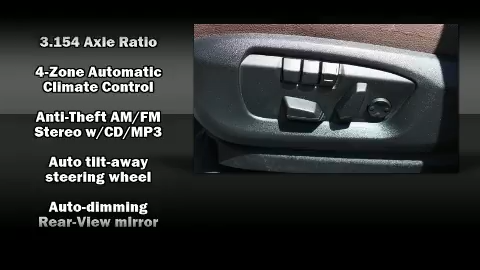 3.154 Axle Ratio
4-Zone Automatic
Climate Control
Anti-Theft AM/FM
Stereo w/CD/MP3
Auto tilt-away
steering wheel
Auto-dimming
Rear-View mirror